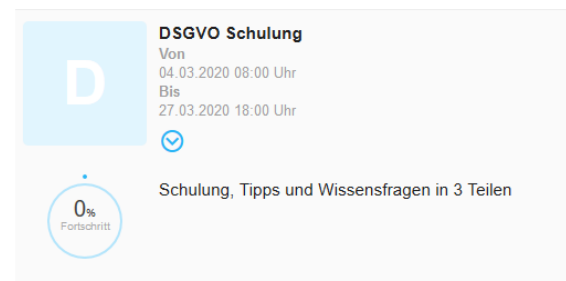 D
DSGVO Schulung
Von
04.03.2020 08:00 Uhr
Bis
27.03.2020 18:00 Uhr
0%
Fortschritt
Schulung, Tipps und Wissensfragen in 3 Teilen